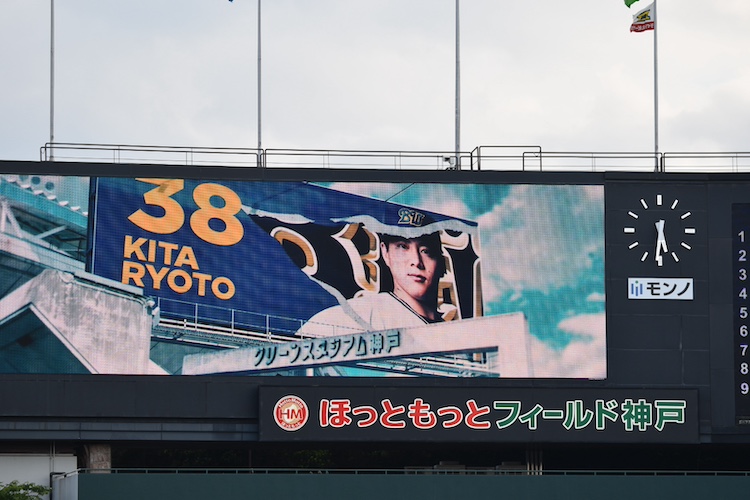 38
KITA
RYOTO
Bs
グリーンスタジアム神戸
モンノ
HM
ほっともっとフィールド神戸
1
2
3
4
5
6
7
8
9